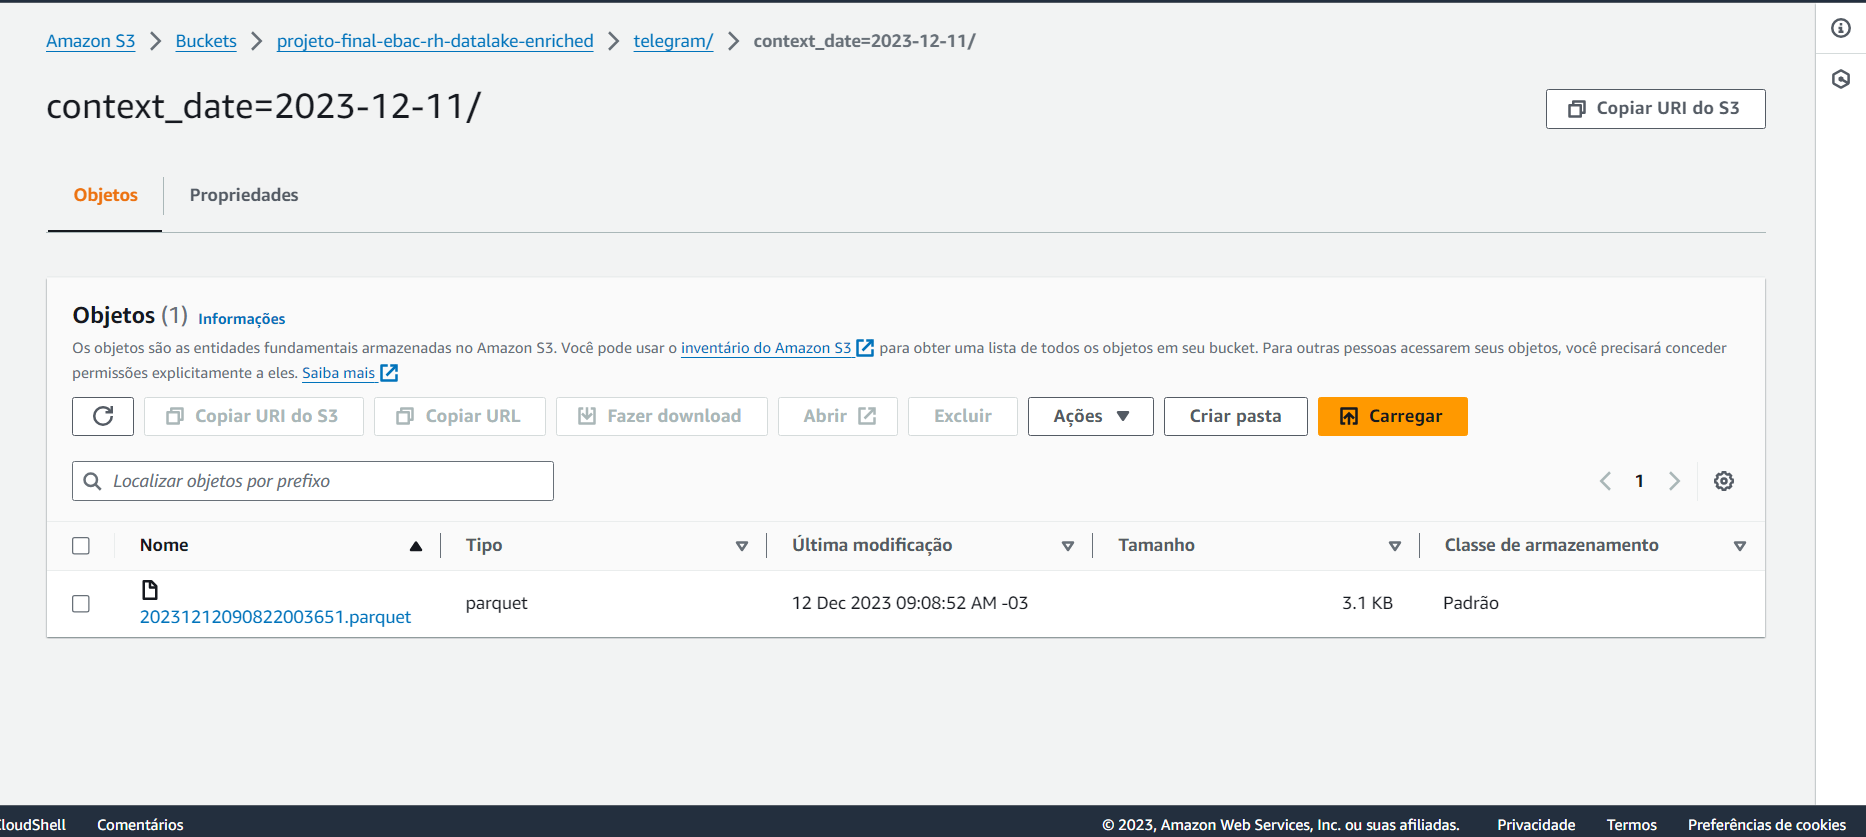 Amazon S3 > Buckets > projeto-final-ebac-rh-datalake-enriched > telegram/ > context_date=2023-12-11/
context_date=2023-12-11/
Copiar URI do S3
Objetos
Propriedades
Objetos (1) Informações
Os objetos são as entidades fundamentais armazenadas no Amazon S3. Você pode usar o inventário do Amazon S3 para obter uma lista de todos os objetos em seu bucket. Para outras pessoas acessarem seus objetos, você precisará conceder
permissões explicitamente a eles. Saiba mais
Copiar URI do S3 Copiar URL Fazer download Abrir Excluir Ações Criar pasta Carregar
Localizar objetos por prefixo
1
Nome Tipo Última modificação Tamanho Classe de armazenamento
20231212090822003651.parquet parquet 12 Dec 2023 09:08:52 AM -03 3.1 KB Padrão
CloudShell Comentários © 2023, Amazon Web Services, Inc. ou suas afiliadas. Privacidade Termos Preferências de cookies